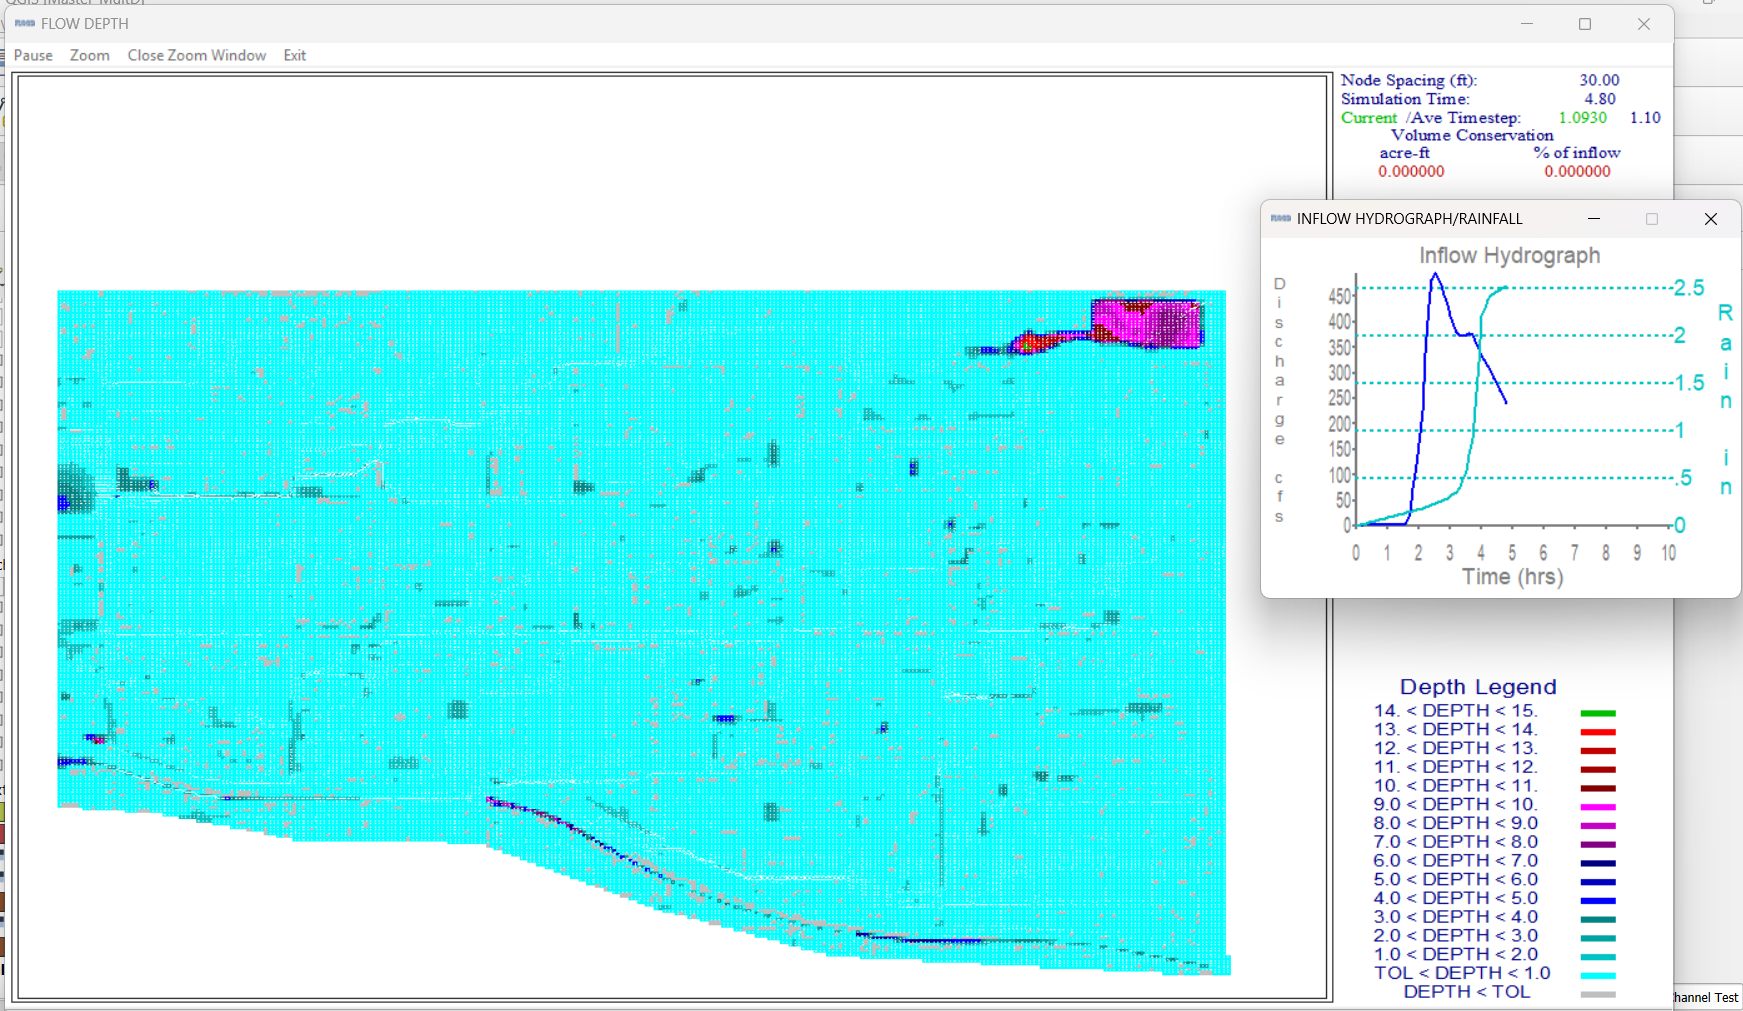 FLOW DEPTH
Pause Zoom Close Zoom Window Exit
Node Spacing (ft): 30.00
Simulation Time: 4.80
Current /Ave Timestep: 1.0930 1.10
Volume Conservation
acre-ft % of inflow
0.000000 0.000000
INFLOW HYDROGRAPH/RAINFALL
Inflow Hydrograph
Discharge cfs
450
400
350
300
250
200
150
100
50
0
2.5
2
1.5
1
.5
0
Rain in
0 1 2 3 4 5 6 7 8 9 10
Time (hrs)
Depth Legend
14. < DEPTH < 15.
13. < DEPTH < 14.
12. < DEPTH < 13.
11. < DEPTH < 12.
10. < DEPTH < 11.
9.0 < DEPTH < 10.
8.0 < DEPTH < 9.0
7.0 < DEPTH < 8.0
6.0 < DEPTH < 7.0
5.0 < DEPTH < 6.0
4.0 < DEPTH < 5.0
3.0 < DEPTH < 4.0
2.0 < DEPTH < 3.0
1.0 < DEPTH < 2.0
TOL < DEPTH < 1.0
DEPTH < TOL
hannel Test